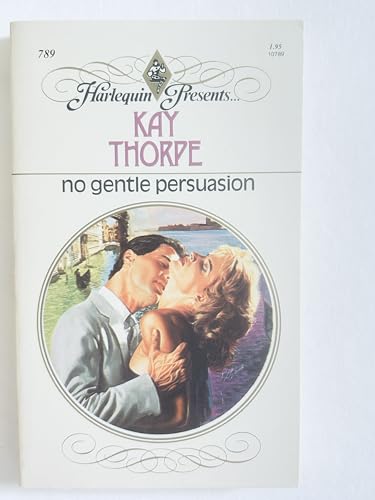 789
1.95
10789
Harlequin Presents...
KAY
THORPE
no gentle persuasion